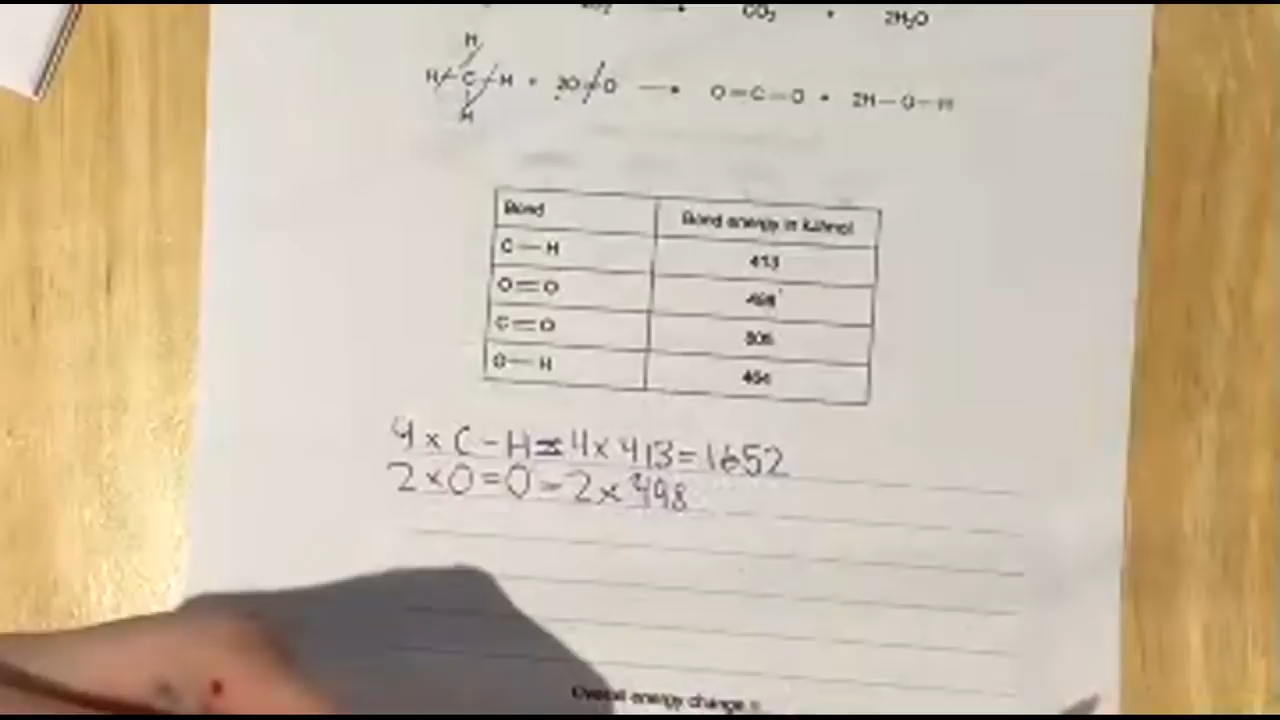 CO₂ + 2H₂O
H
H C H + 2O O → O=C=O + 2H—O—H
H
Bond Bond energy in kJ/mol
C—H 413
O=O 498
C=O 805
O—H 464
4 x C-H = 4 x 413 = 1652
2 x O=O = 2 x 498
Overall energy change =